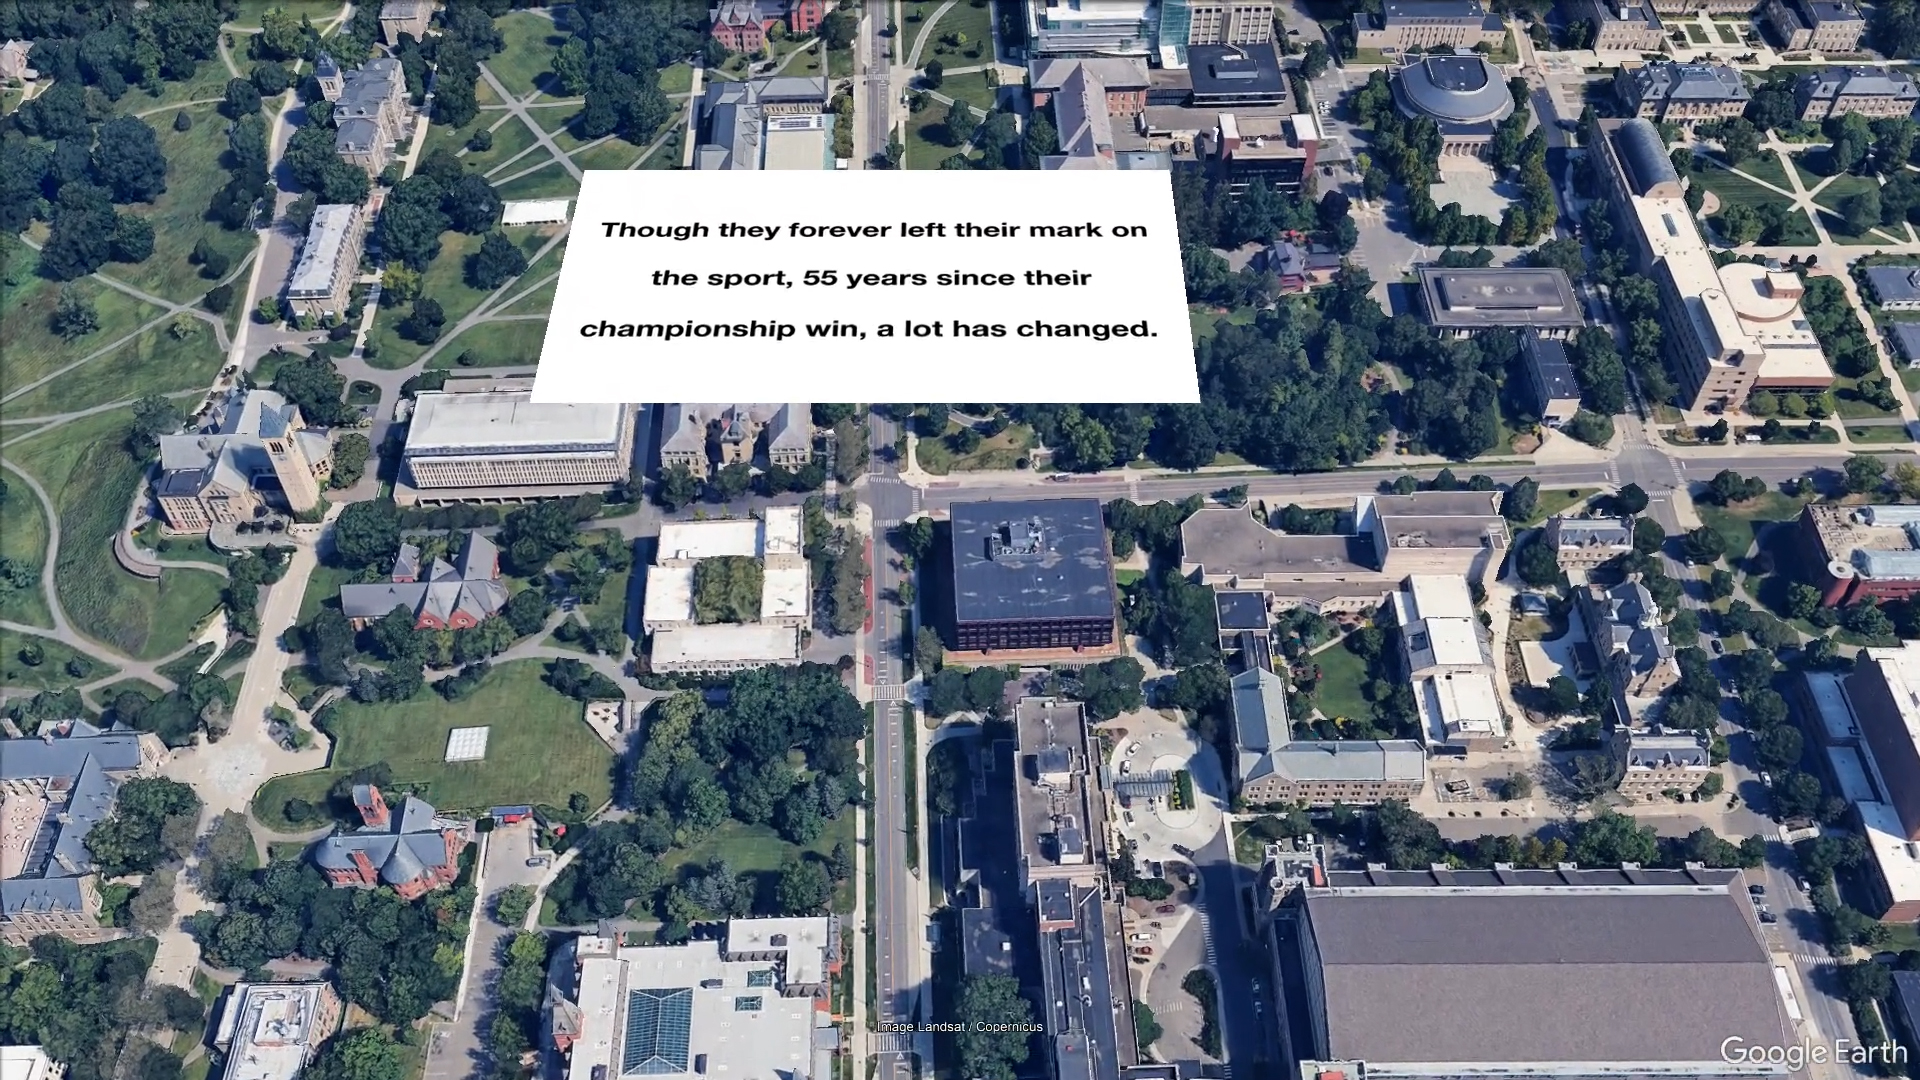 Though they forever left their mark on
the sport, 55 years since their
championship win, a lot has changed.
Image Landsat / Copernicus
Google Earth